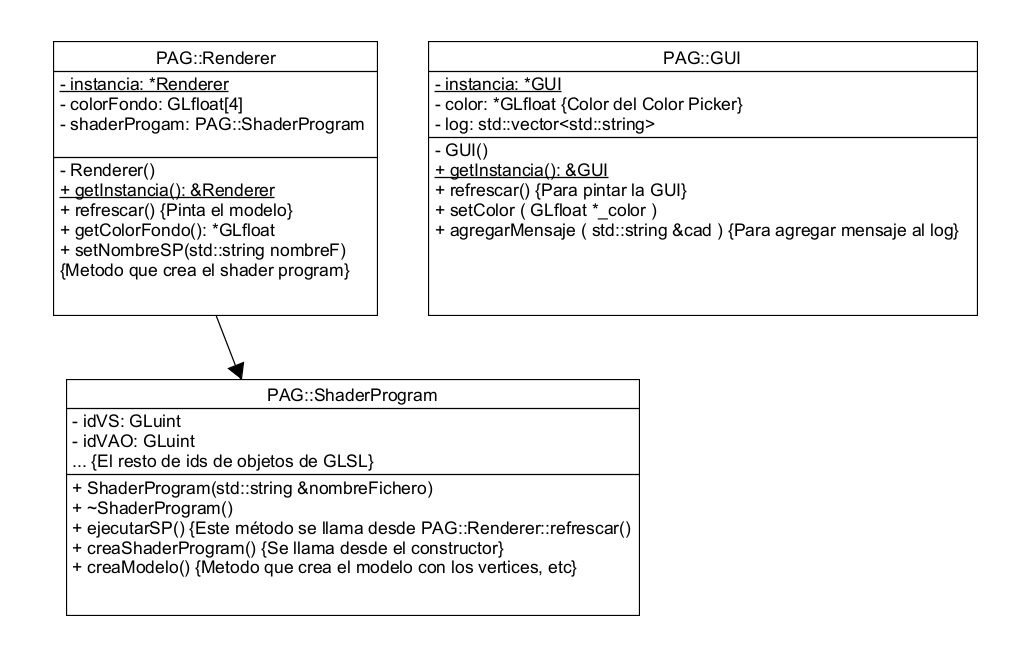 PAG::Renderer
- instancia: *Renderer
- colorFondo: GLfloat[4]
- shaderProgam: PAG::ShaderProgram
- Renderer()
+ getInstancia(): &Renderer
+ refrescar() {Pinta el modelo}
+ getColorFondo(): *GLfloat
+ setNombreSP(std::string nombreF)
{Metodo que crea el shader program}
PAG::GUI
- instancia: *GUI
- color: *GLfloat {Color del Color Picker}
- log: std::vector<std::string>
- GUI()
+ getInstancia(): &GUI
+ refrescar() {Para pintar la GUI}
+ setColor ( GLfloat *_color )
+ agregarMensaje ( std::string &cad ) {Para agregar mensaje al log}
PAG::ShaderProgram
- idVS: GLuint
- idVAO: GLuint
... {El resto de ids de objetos de GLSL}
+ ShaderProgram(std::string &nombreFichero)
+ ~ShaderProgram()
+ ejecutarSP() {Este método se llama desde PAG::Renderer::refrescar()
+ creaShaderProgram() {Se llama desde el constructor}
+ creaModelo() {Metodo que crea el modelo con los vertices, etc}